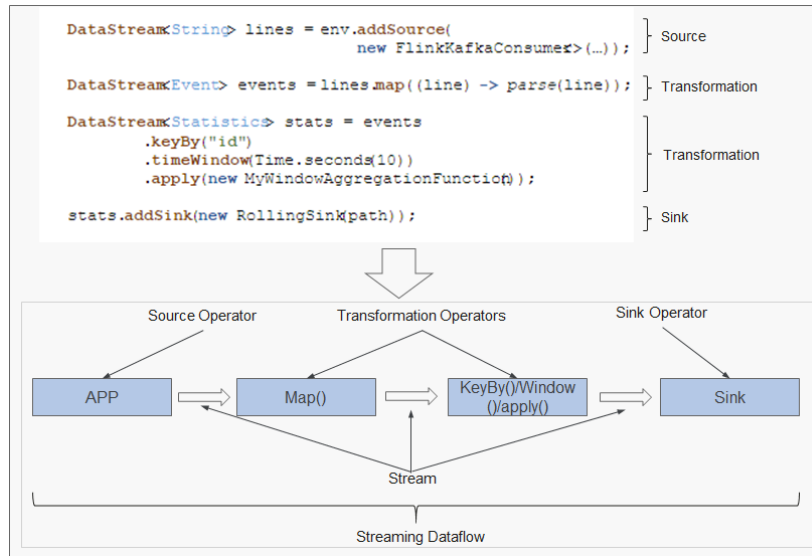 DataStream<String> lines = env.addSource(
Source
new FlinkKafkaConsumer<>(…));
DataStream<Event> events = lines.map((line) -> parse(line));
Transformation
DataStream<Statistics> stats = events
.keyBy("id")
.timeWindow(Time.seconds(10))
Transformation
.apply(new MyWindowAggregationFunction());
stats.addSink(new RollingSink(path));
Sink
Source Operator
Transformation Operators
Sink Operator
APP
Map()
KeyBy()/Window
()/apply()
Sink
Stream
Streaming Dataflow